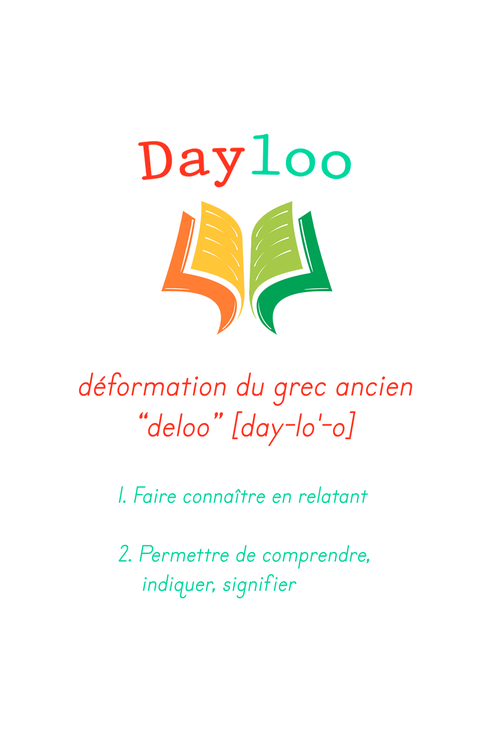 Dayloo
déformation du grec ancien
“deloo” [day-lo'-o]
1. Faire connaître en relatant
2. Permettre de comprendre,
indiquer, signifier